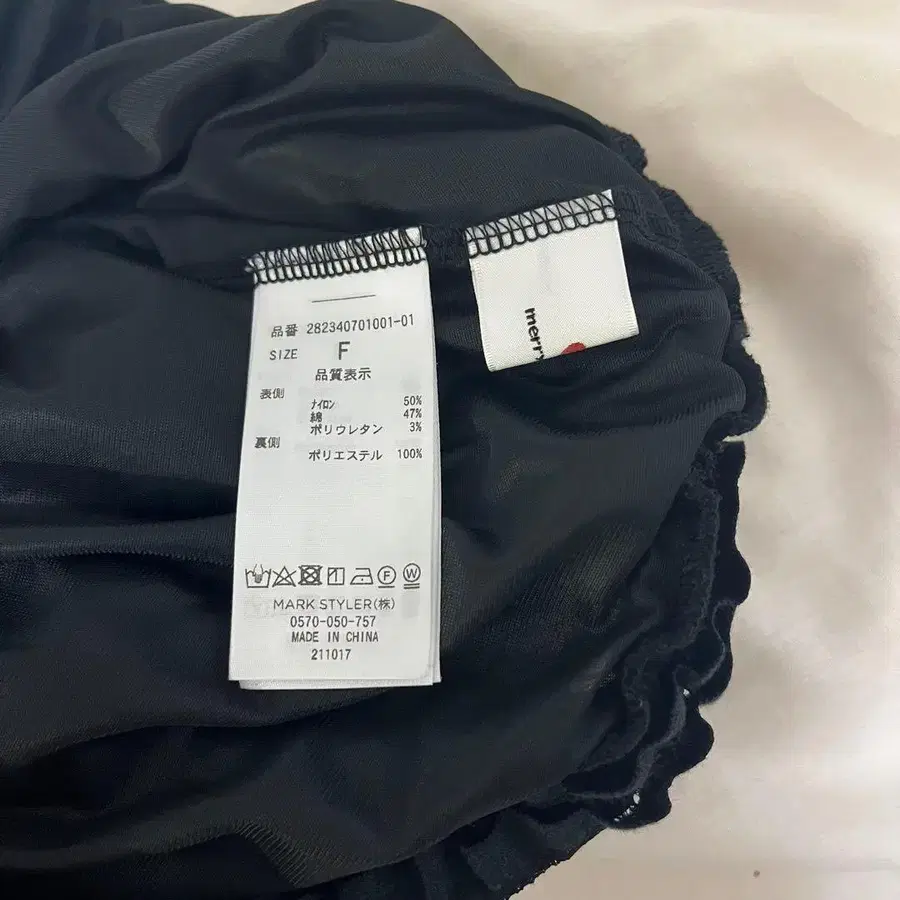 品番 282340701001-01
SIZE F
品質表示
表側
ナイロン 50%
綿 47%
ポリウレタン 3%
裏側
ポリエステル 100%
F W
MARK STYLER(株)
0570-050-757
MADE IN CHINA
211017
merry